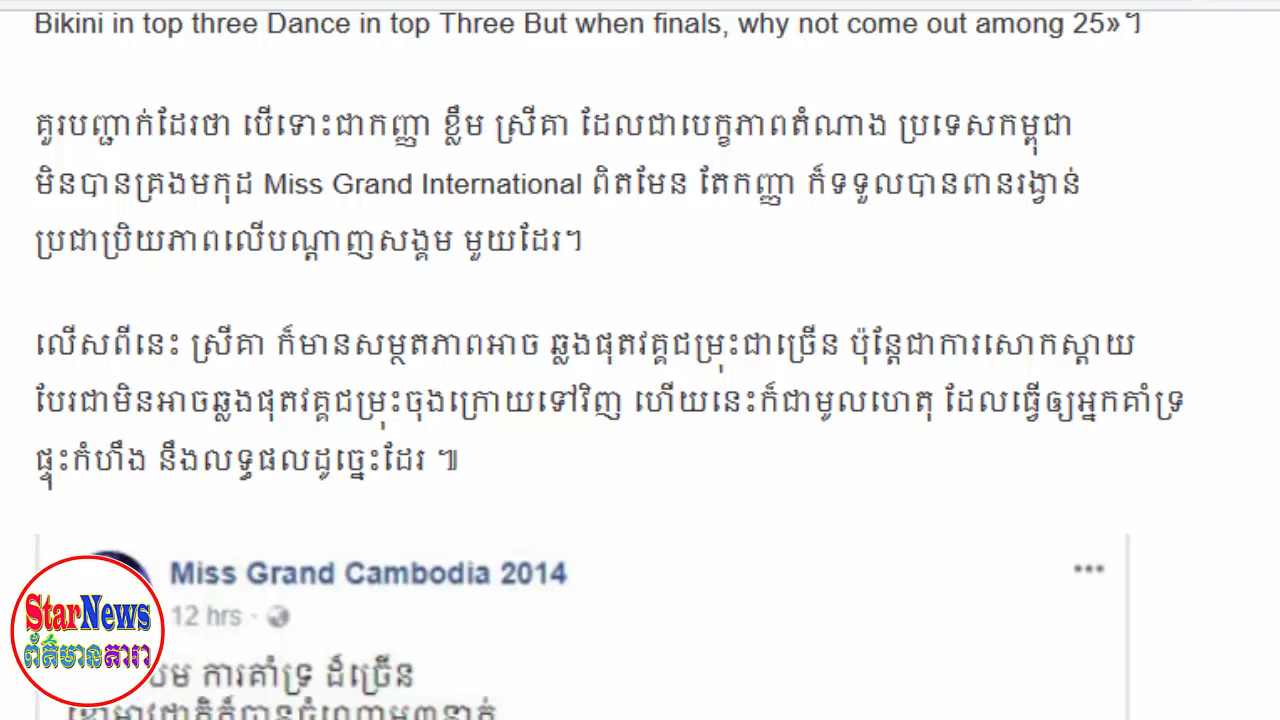 Bikini in top three Dance in top Three But when finals, why not come out among 25»។
គួរបញ្ជាក់ដែរថា បើទោះជាកញ្ញា ខ្លឹម ស្រីគា ដែលជាបេក្ខភាពតំណាង ប្រទេសកម្ពុជា
មិនបានគ្រងមកុដ Miss Grand International ពិតមែន តែកញ្ញា ក៏ទទួលបានពានរង្វាន់
ប្រជាប្រិយភាពលើបណ្តាញសង្គម មួយដែរ។
លើសពីនេះ ស្រីគា ក៏មានសម្ថតភាពអាច ឆ្លងផុតវគ្គជម្រុះជាច្រើន ប៉ុន្តែជាការសោកស្តាយ
បែរជាមិនអាចឆ្លងផុតវគ្គជម្រុះចុងក្រោយទៅវិញ ហើយនេះក៏ជាមូលហេតុ ដែលធ្វើឲ្យអ្នកគាំទ្រ
ផ្ទុះកំហឹង នឹងលទ្ធផលដូច្នេះដែរ ៕
Miss Grand Cambodia 2014
12 hrs ·
ការគាំទ្រ ដ៏ច្រើន
StarNews
ព័ត៌មានតារា